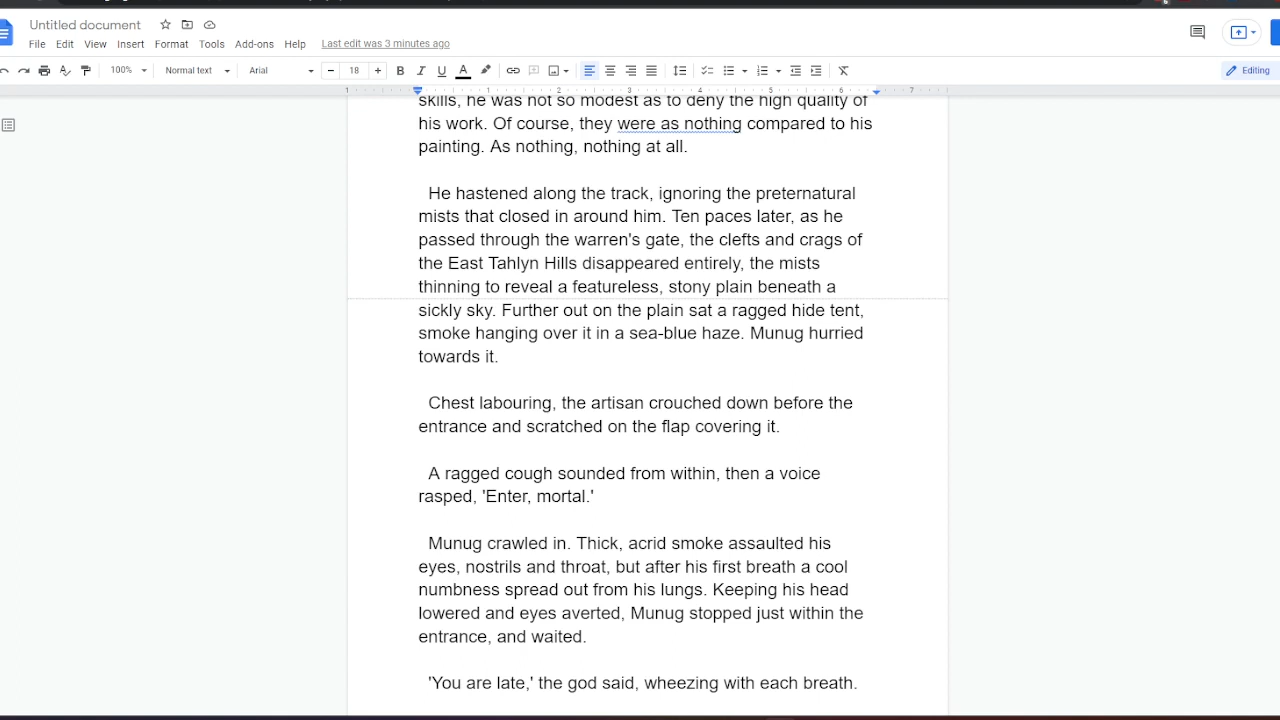 Untitled document
File Edit View Insert Format Tools Add-ons Help Last edit was 3 minutes ago
100% Normal text Arial 18 B I U A Editing
1 1 2 3 4 5 6 7
skills, he was not so modest as to deny the high quality of
his work. Of course, they were as nothing compared to his
painting. As nothing, nothing at all.
He hastened along the track, ignoring the preternatural
mists that closed in around him. Ten paces later, as he
passed through the warren's gate, the clefts and crags of
the East Tahlyn Hills disappeared entirely, the mists
thinning to reveal a featureless, stony plain beneath a
sickly sky. Further out on the plain sat a ragged hide tent,
smoke hanging over it in a sea-blue haze. Munug hurried
towards it.
Chest labouring, the artisan crouched down before the
entrance and scratched on the flap covering it.
A ragged cough sounded from within, then a voice
rasped, 'Enter, mortal.'
Munug crawled in. Thick, acrid smoke assaulted his
eyes, nostrils and throat, but after his first breath a cool
numbness spread out from his lungs. Keeping his head
lowered and eyes averted, Munug stopped just within the
entrance, and waited.
'You are late,' the god said, wheezing with each breath.